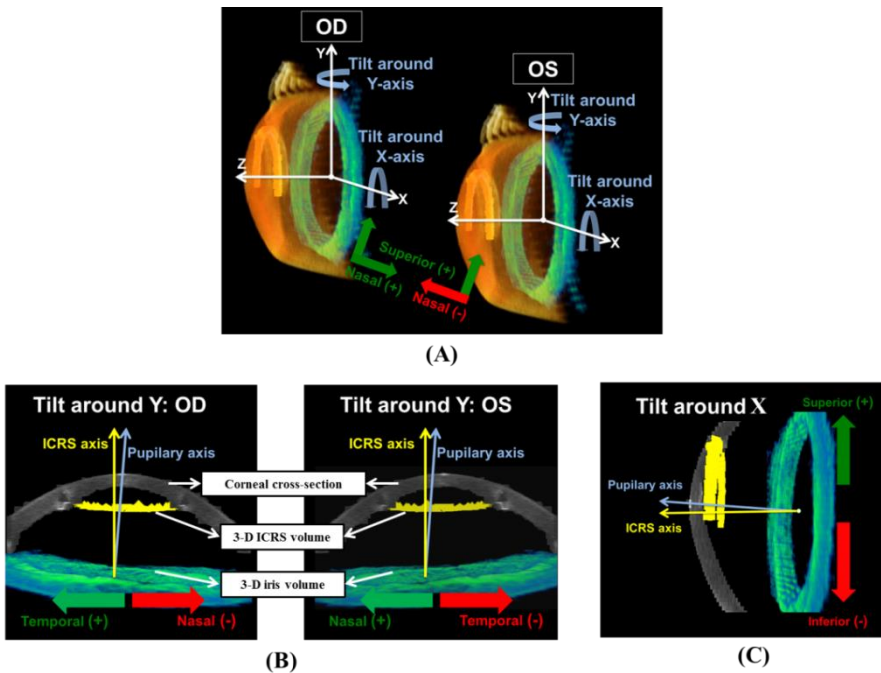 OD
Y
Tilt around
Y-axis
Tilt around
X-axis
Z
X
Superior (+)
Nasal (+)
OS
Y
Tilt around
Y-axis
Tilt around
X-axis
Z
X
Nasal (-)
(A)
Tilt around Y: OD
ICRS axis
Pupilary axis
Tilt around Y: OS
ICRS axis
Pupilary axis
Corneal cross-section
3-D ICRS volume
3-D iris volume
Temporal (+)
Nasal (-)
Nasal (+)
Temporal (-)
(B)
Tilt around X
Superior (+)
Pupilary axis
ICRS axis
Inferior (-)
(C)